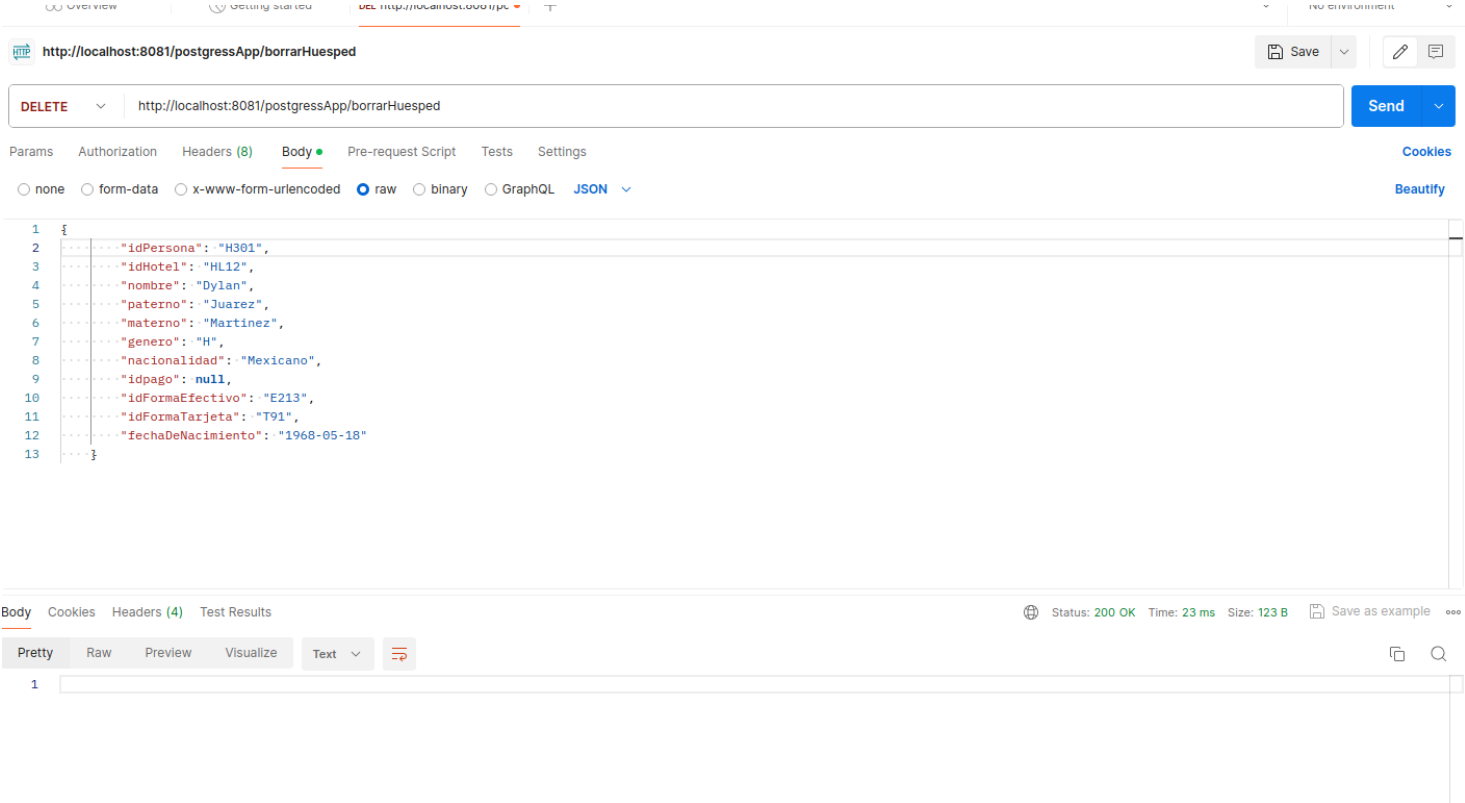 Overview Getting started DEL http://localhost:8081/pc No environment
HTTP http://localhost:8081/postgressApp/borrarHuesped Save
DELETE http://localhost:8081/postgressApp/borrarHuesped Send
Params Authorization Headers (8) Body Pre-request Script Tests Settings Cookies
none form-data x-www-form-urlencoded raw binary GraphQL JSON Beautify
1 {
2 "idPersona": "H301",
3 "idHotel": "HL12",
4 "nombre": "Dylan",
5 "paterno": "Juarez",
6 "materno": "Martinez",
7 "genero": "H",
8 "nacionalidad": "Mexicano",
9 "idpago": null,
10 "idFormaEfectivo": "E213",
11 "idFormaTarjeta": "T91",
12 "fechaDeNacimiento": "1968-05-18"
13 }
Body Cookies Headers (4) Test Results Status: 200 OK Time: 23 ms Size: 123 B Save as example
Pretty Raw Preview Visualize Text
1